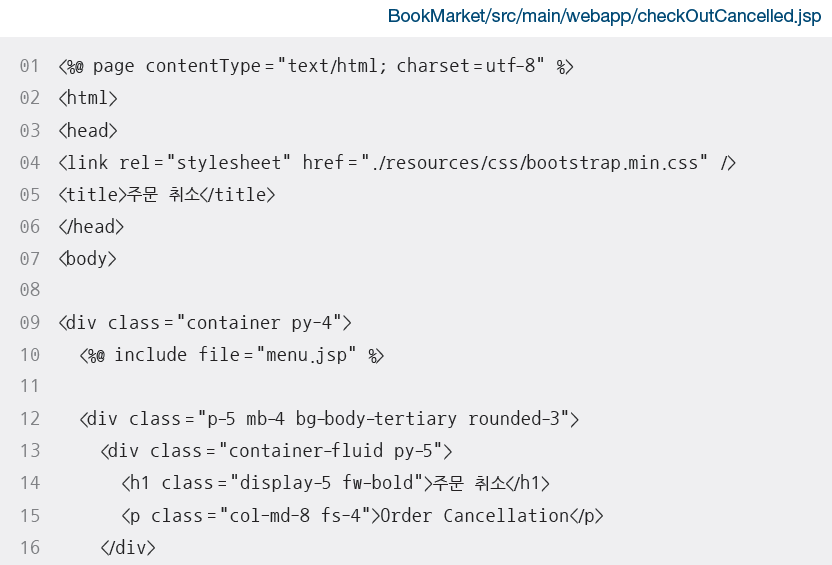 BookMarket/src/main/webapp/checkOutCancelled.jsp
01 <%@ page contentType="text/html; charset=utf-8" %>
02 <html>
03 <head>
04 <link rel="stylesheet" href="./resources/css/bootstrap.min.css" />
05 <title>주문 취소</title>
06 </head>
07 <body>
08
09 <div class="container py-4">
10   <%@ include file="menu.jsp" %>
11
12   <div class="p-5 mb-4 bg-body-tertiary rounded-3">
13     <div class="container-fluid py-5">
14       <h1 class="display-5 fw-bold">주문 취소</h1>
15       <p class="col-md-8 fs-4">Order Cancellation</p>
16     </div>